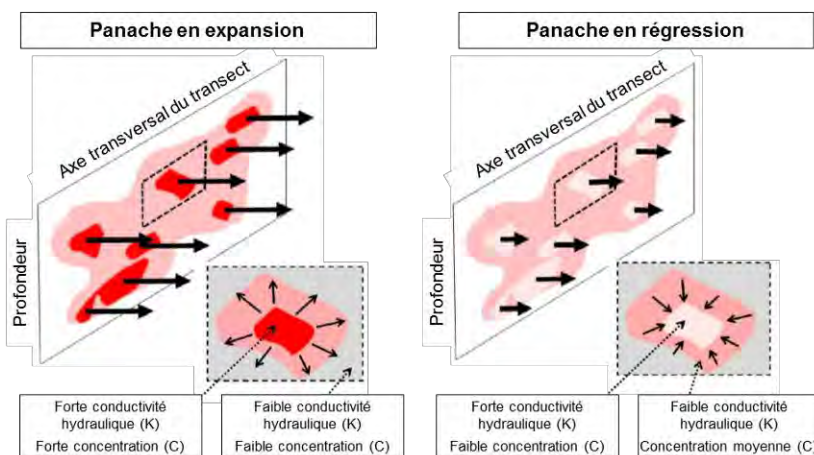 Panache en expansion
Axe transversal du transect
Profondeur
Forte conductivité
hydraulique (K)
Forte concentration (C)
Faible conductivité
hydraulique (K)
Faible concentration (C)
Panache en régression
Axe transversal du transect
Profondeur
Forte conductivité
hydraulique (K)
Faible concentration (C)
Faible conductivité
hydraulique (K)
Concentration moyenne (C)